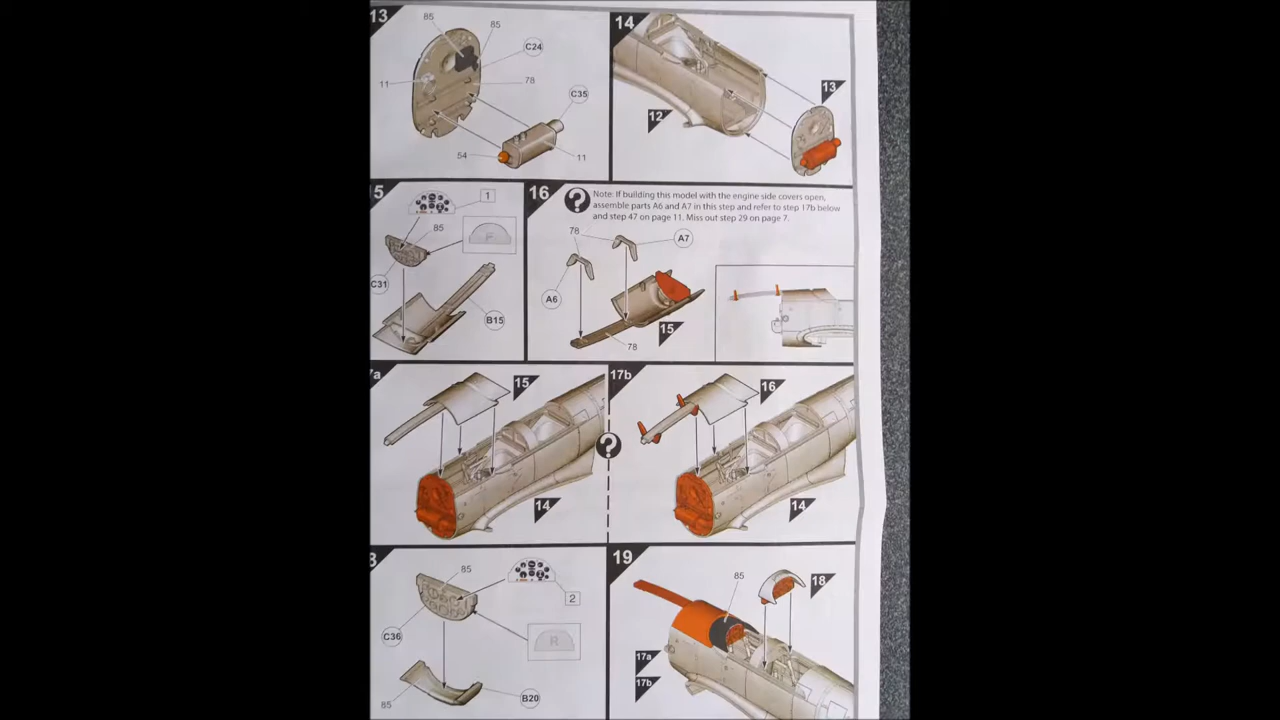 13
85
85
C24
11
78
C35
54
11
14
12
13
5
1
85
F
C31
B15
16
?
Note: If building this model with the engine side covers open,
assemble parts A6 and A7 in this step and refer to step 17b below
and step 47 on page 11. Miss out step 29 on page 7.
78
A7
A6
15
78
7a
15
14
?
17b
16
14
8
85
2
C36
R
85
B20
19
85
18
17a
17b